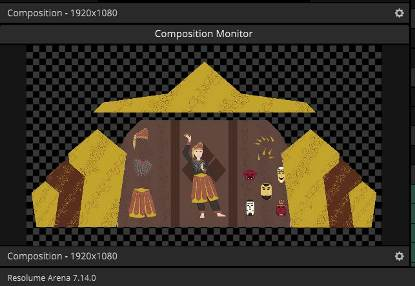 Composition - 1920x1080
Composition Monitor
Composition - 1920x1080
Resolume Arena 7.14.0